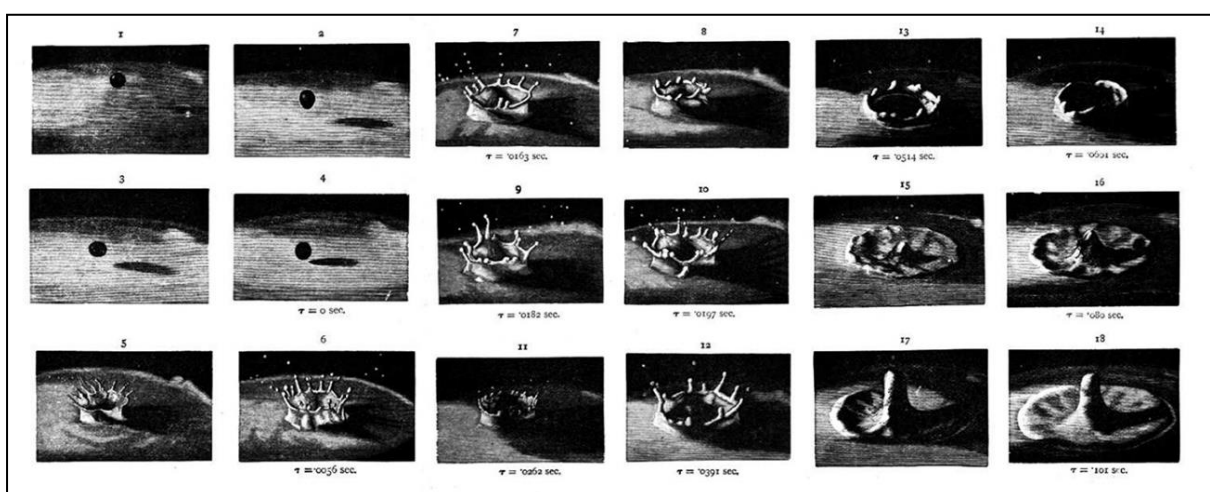 1
2
3
4
τ = 0 sec.
5
6
τ = ·0056 sec.
7
τ = ·0163 sec.
8
9
τ = ·0182 sec.
10
τ = ·0197 sec.
11
τ = ·0262 sec.
12
τ = ·0391 sec.
13
τ = ·0514 sec.
14
τ = ·0601 sec.
15
16
τ = ·080 sec.
17
18
τ = ·101 sec.